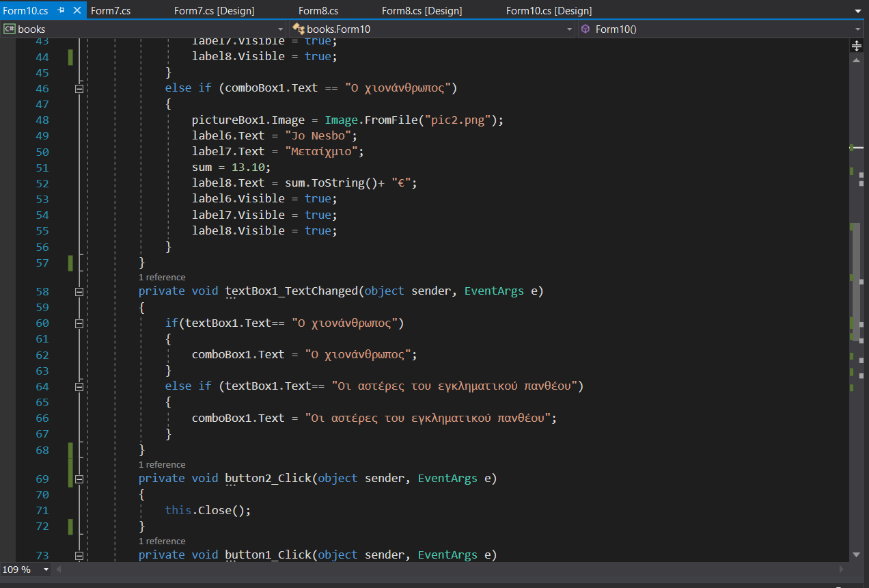 Form10.cs Form7.cs Form7.cs [Design] Form8.cs Form8.cs [Design] Form10.cs [Design]
books books.Form10 Form10()
43 label7.Visible = true;
44 label8.Visible = true;
45 }
46 else if (comboBox1.Text == "Ο χιονάνθρωπος")
47 {
48 pictureBox1.Image = Image.FromFile("pic2.png");
49 label6.Text = "Jo Nesbo";
50 label7.Text = "Μεταίχμιο";
51 sum = 13.10;
52 label8.Text = sum.ToString()+ "€";
53 label6.Visible = true;
54 label7.Visible = true;
55 label8.Visible = true;
56 }
57 }
1 reference
58 private void textBox1_TextChanged(object sender, EventArgs e)
59 {
60 if(textBox1.Text== "Ο χιονάνθρωπος")
61 {
62 comboBox1.Text = "Ο χιονάνθρωπος";
63 }
64 else if (textBox1.Text== "Οι αστέρες του εγκληματικού πανθέου")
65 {
66 comboBox1.Text = "Οι αστέρες του εγκληματικού πανθέου";
67 }
68 }
1 reference
69 private void button2_Click(object sender, EventArgs e)
70 {
71 this.Close();
72 }
1 reference
73 private void button1_Click(object sender, EventArgs e)
109 %